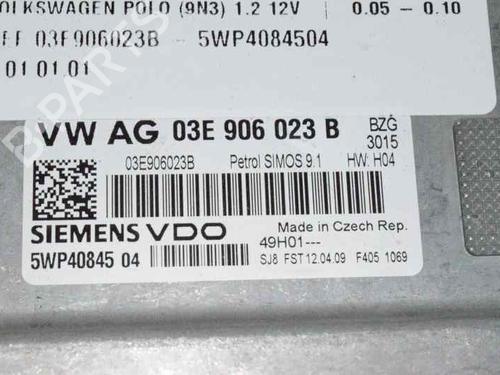 OLKSWAGEN POLO (9N3) 1.2 12V 0.05 - 0.10
03E906023B - 5WP4084504
01 01.01
VW AG 03E 906 023 B BZG
3015
03E906023B Petrol SIMOS 9.1 HW: H04
SIEMENS VDO Made in Czech Rep.
49H01---
5WP40845 04 SJ8 FST 12.04.09 F405 1069
B-PARTS